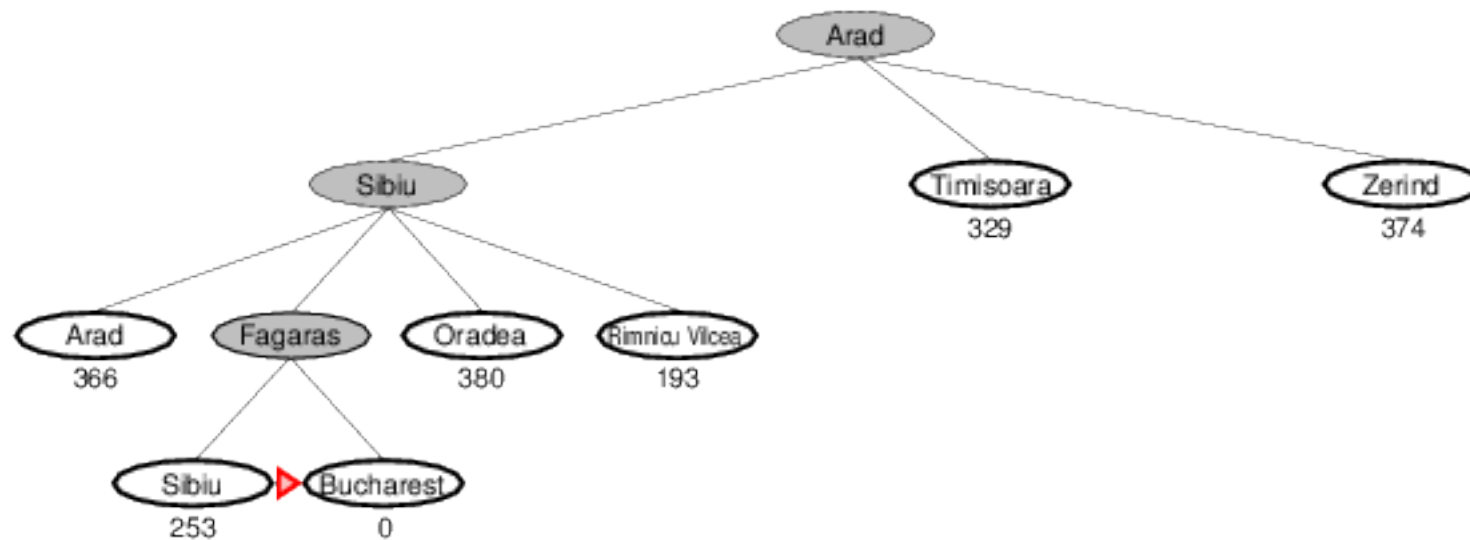 Arad
Sibiu
Timisoara
Zerind
329
374
Arad
Fagaras
Oradea
Rimnicu Vilcea
366
380
193
Sibiu
Bucharest
253
0